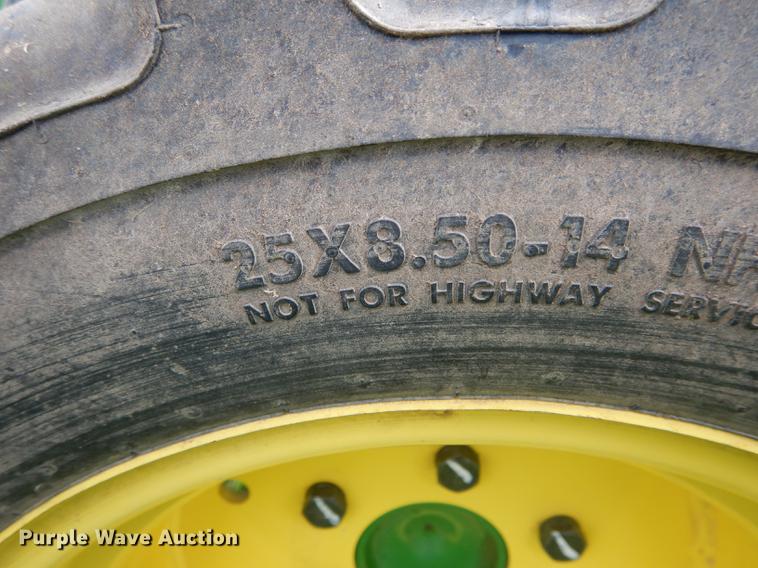 25X8.50-14
NOT FOR HIGHWAY
Purple Wave Auction